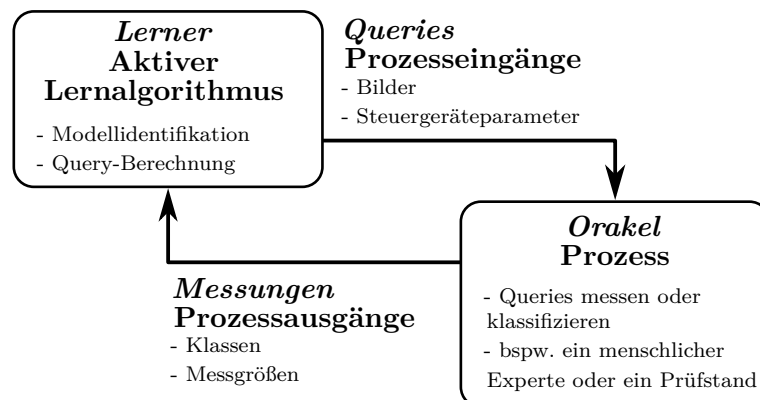 Lerner
Aktiver
Lernalgorithmus
- Modellidentifikation
- Query-Berechnung
Queries
Prozesseingänge
- Bilder
- Steuergeräteparameter
Orakel
Prozess
- Queries messen oder
klassifizieren
- bspw. ein menschlicher
Experte oder ein Prüfstand
Messungen
Prozessausgänge
- Klassen
- Messgrößen